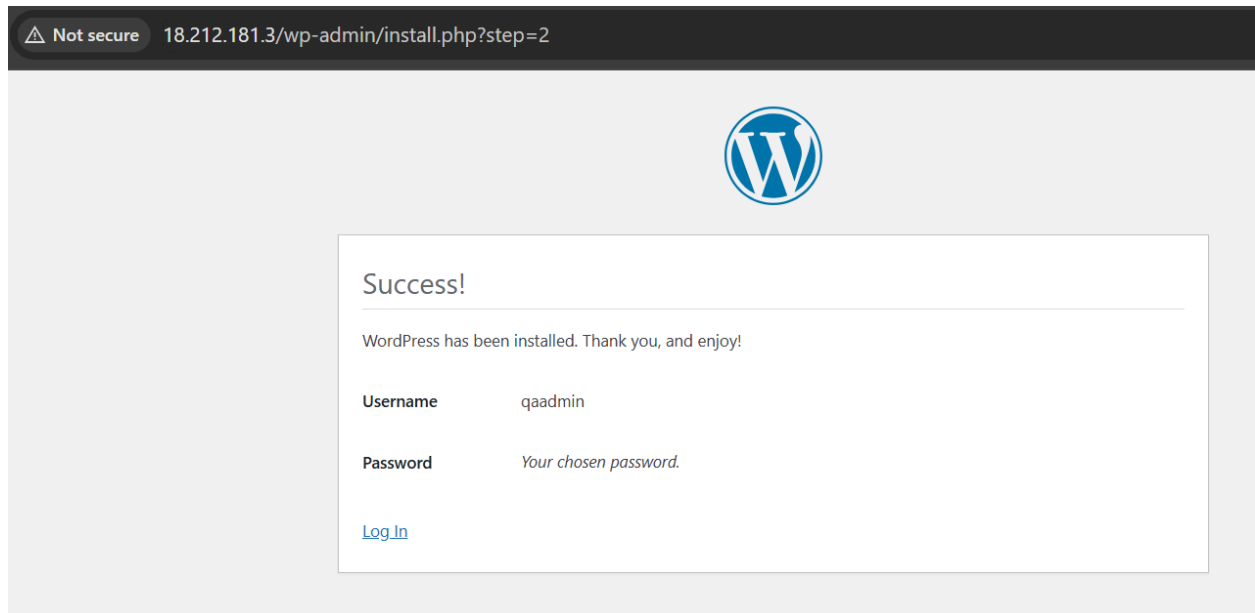 Not secure 18.212.181.3/wp-admin/install.php?step=2
W
Success!
WordPress has been installed. Thank you, and enjoy!
Username qaadmin
Password Your chosen password.
Log In